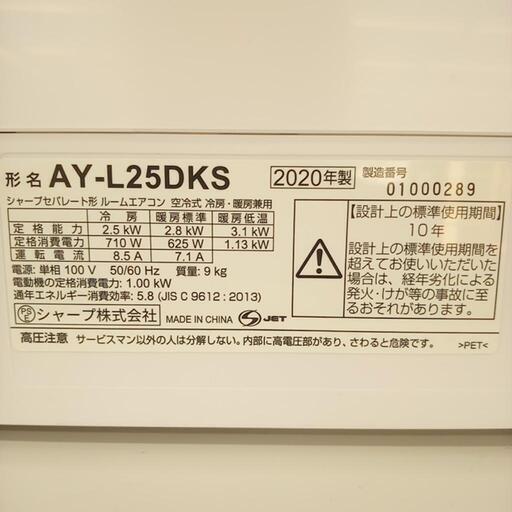 形名 AY-L25DKS 2020年製 製造番号 01000289
シャープセパレート形 ルームエアコン 空冷式 冷房・暖房兼用
冷房 暖房標準 暖房低温
定格能力 2.5 kW 2.8 kW 3.1 kW
定格消費電力 710 W 625 W 1.13 kW
運転電流 8.5 A 7.1 A
電源: 単相 100 V 50/60 Hz 質量: 9 kg
電動機の定格消費電力: 1.00 kW
通年エネルギー消費効率: 5.8 (JIS C 9612 : 2013)
PSE シャープ株式会社 MADE IN CHINA S JET
【設計上の標準使用期間】
10年
設計上の標準使用期間を
超えてお使いいただいた
場合は、経年劣化による
発火・けが等の事故に至
るおそれがあります。
高圧注意 サービスマン以外の人は分解しない。内部に高電圧部があり、さわると危険です。 >PET<